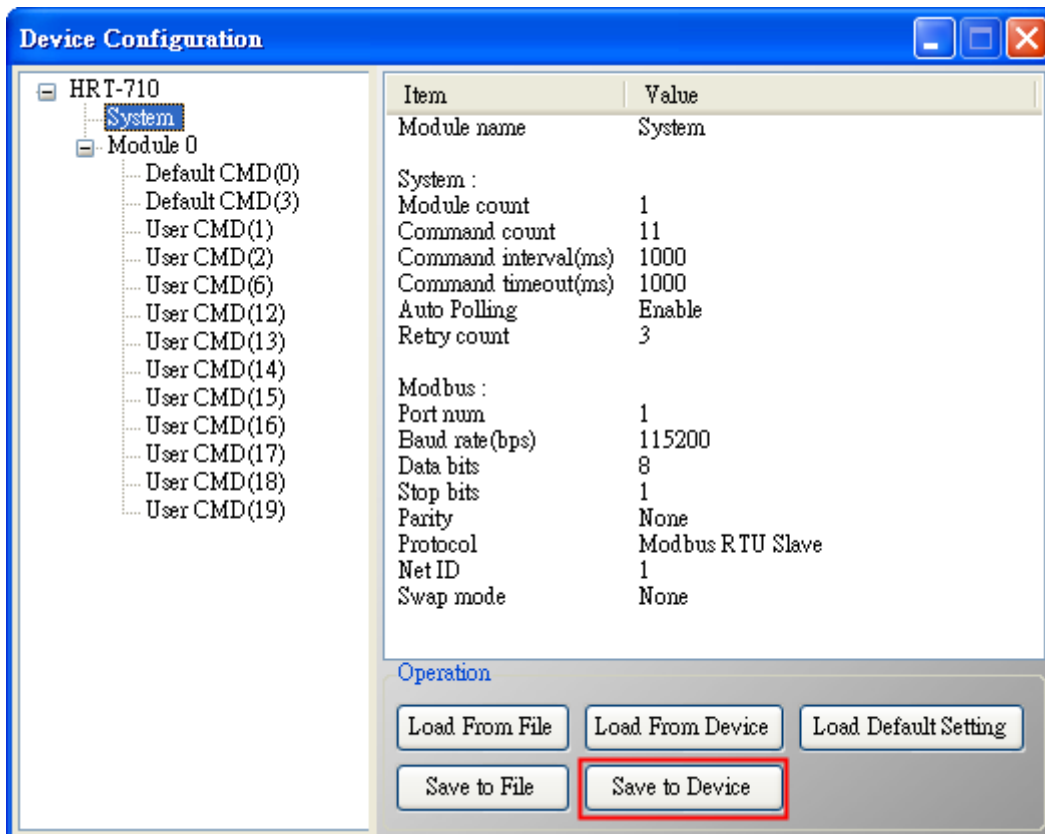 Device Configuration
HRT-710
System
Module 0
Default CMD(0)
Default CMD(3)
User CMD(1)
User CMD(2)
User CMD(6)
User CMD(12)
User CMD(13)
User CMD(14)
User CMD(15)
User CMD(16)
User CMD(17)
User CMD(18)
User CMD(19)
Item Value
Module name System
System :
Module count 1
Command count 11
Command interval(ms) 1000
Command timeout(ms) 1000
Auto Polling Enable
Retry count 3
Modbus :
Port num 1
Baud rate(bps) 115200
Data bits 8
Stop bits 1
Parity None
Protocol Modbus RTU Slave
Net ID 1
Swap mode None
Operation
Load From File Load From Device Load Default Setting
Save to File Save to Device